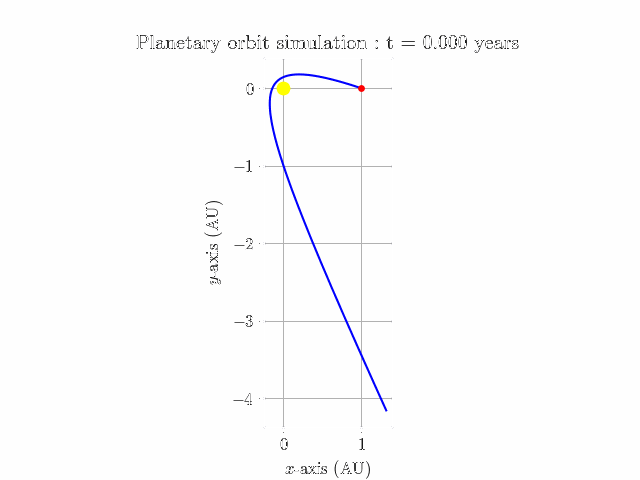 Planetary orbit simulation : t = 0.000 years
0
−1
−2
−3
−4
y-axis (AU)
0 1
x-axis (AU)